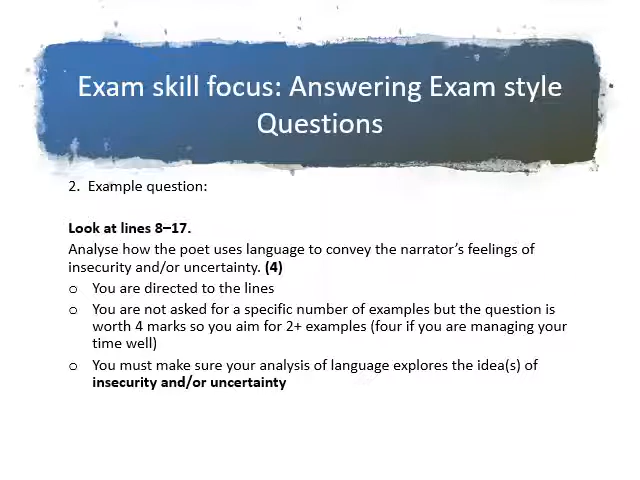 Exam skill focus: Answering Exam style
Questions
2. Example question:
Look at lines 8–17.
Analyse how the poet uses language to convey the narrator’s feelings of
insecurity and/or uncertainty. (4)
o You are directed to the lines
o You are not asked for a specific number of examples but the question is
worth 4 marks so you aim for 2+ examples (four if you are managing your
time well)
o You must make sure your analysis of language explores the idea(s) of
insecurity and/or uncertainty